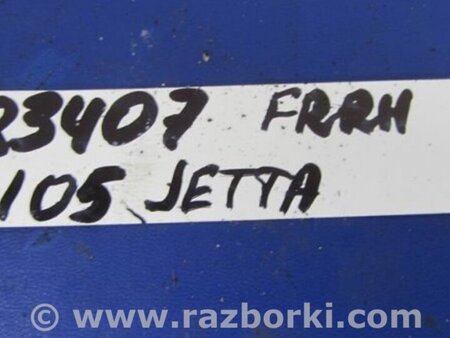 23407 FRRH
105 JETTA
© www.razborki.com